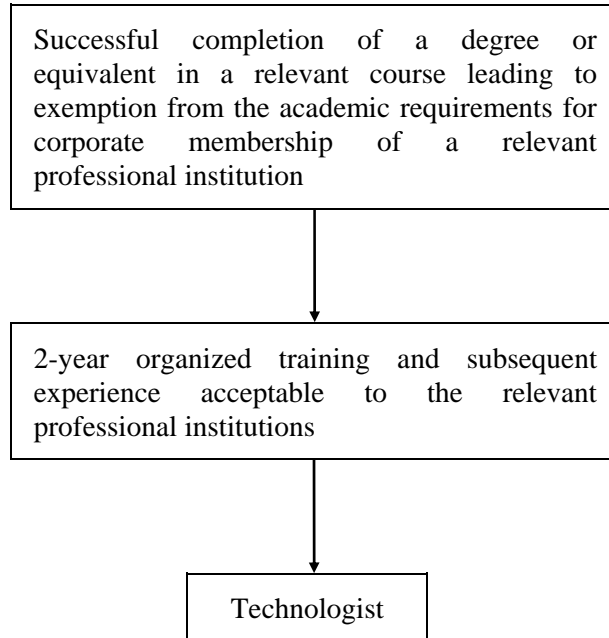 Successful completion of a degree or
equivalent in a relevant course leading to
exemption from the academic requirements for
corporate membership of a relevant
professional institution
2-year organized training and subsequent
experience acceptable to the relevant
professional institutions
Technologist